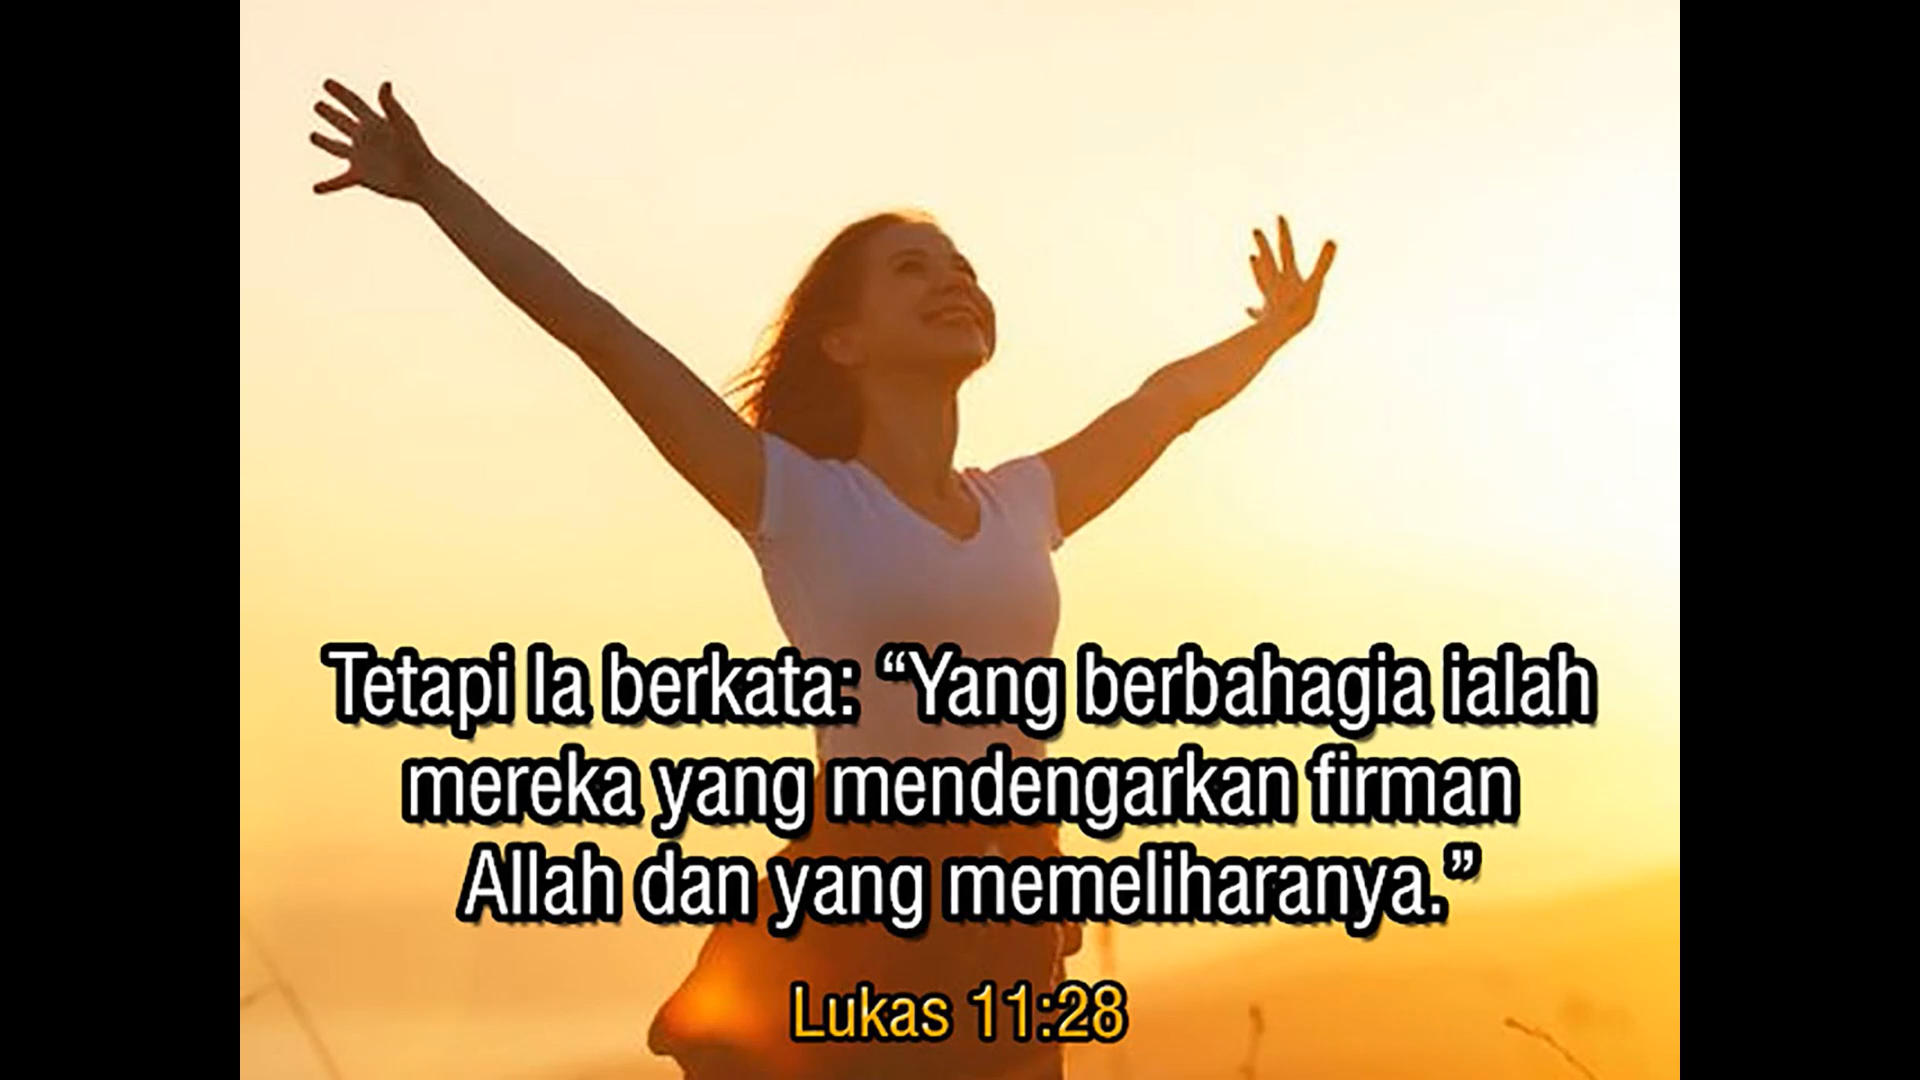 Tetapi Ia berkata: “Yang berbahagia ialah
mereka yang mendengarkan firman
Allah dan yang memeliharanya.”
Lukas 11:28